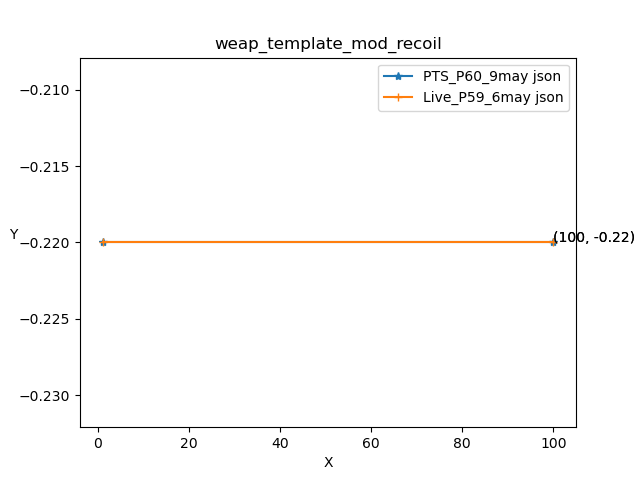 weap_template_mod_recoil
PTS_P60_9may json
Live_P59_6may json
−0.210
−0.215
−0.220
−0.225
−0.230
Y
(100, -0.22)
0
20
40
60
80
100
X